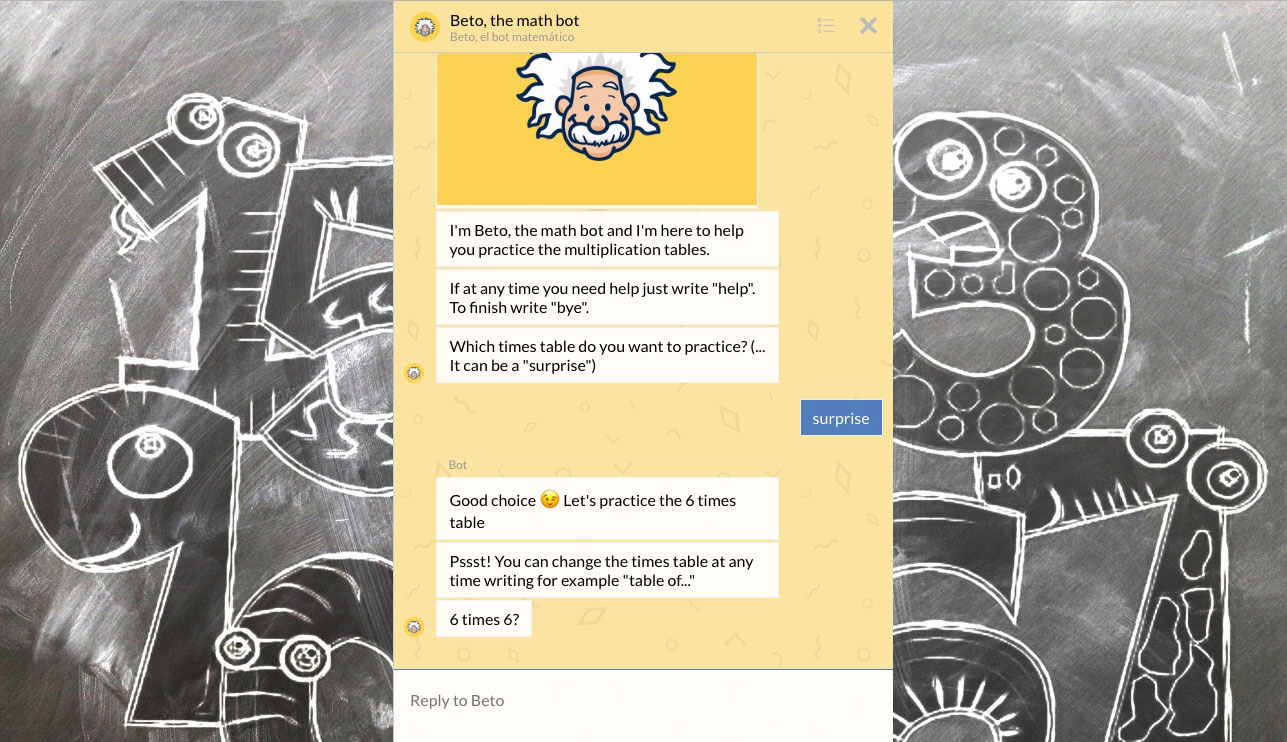 Beto, the math bot
Beto, el bot matemático
I'm Beto, the math bot and I'm here to help
you practice the multiplication tables.
If at any time you need help just write "help".
To finish write "bye".
Which times table do you want to practice? (...
It can be a "surprise")
surprise
Bot
Good choice 😉 Let's practice the 6 times
table
Pssst! You can change the times table at any
time writing for example "table of..."
6 times 6?
Reply to Beto